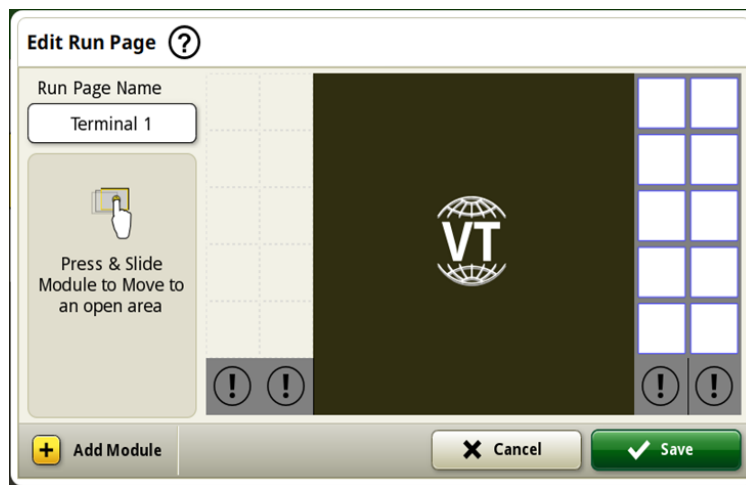 Edit Run Page ?
Run Page Name
Terminal 1
Press & Slide
Module to Move to
an open area
VT
! ! ! !
+ Add Module
Cancel
Save